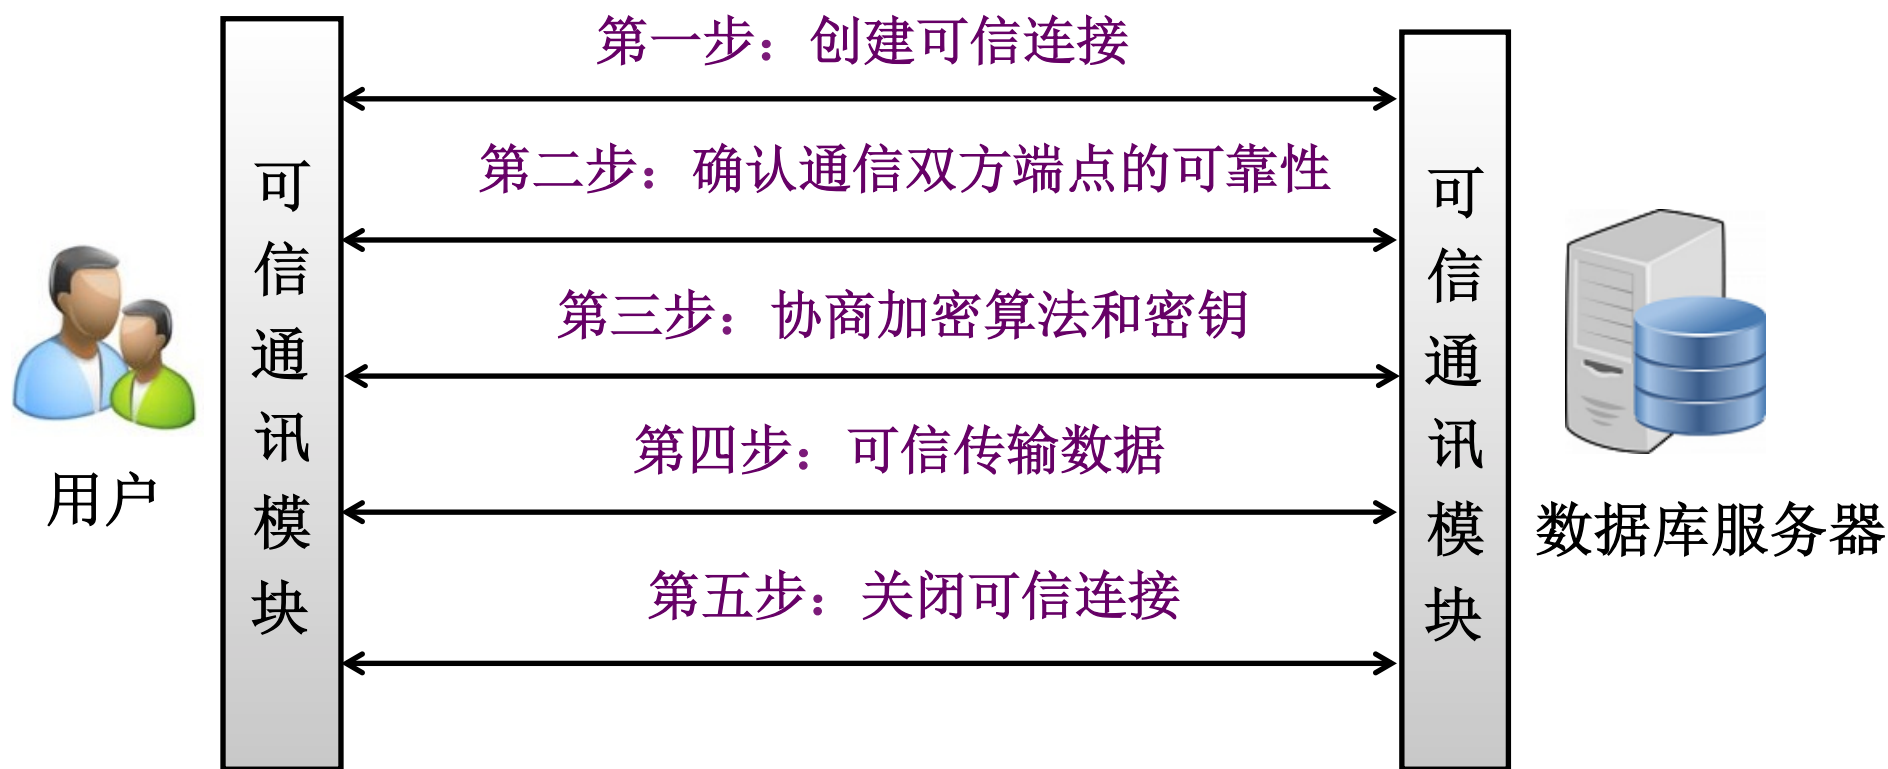 第一步：创建可信连接
第二步：确认通信双方端点的可靠性
第三步：协商加密算法和密钥
第四步：可信传输数据
第五步：关闭可信连接
可信通讯模块
可信通讯模块
用户
数据库服务器